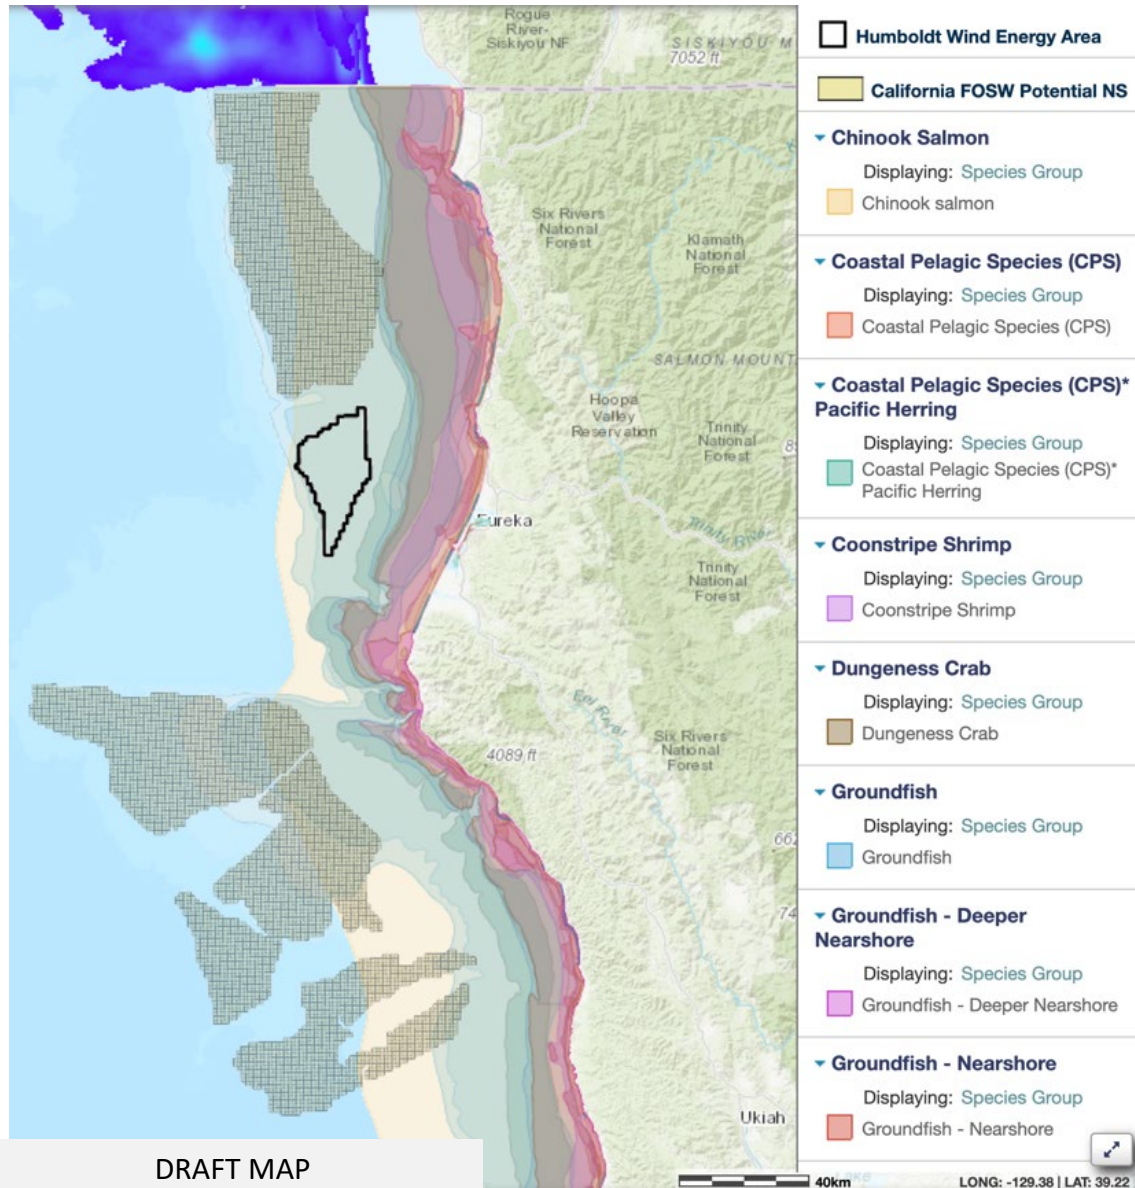 Rogue
River-
Siskiyou NF
SISKIYOU M
7052 ft
Six Rivers
National
Forest
Klamath
National
Forest
SALMON MOUNT
Hoopa
Valley
Reservation
Trinity
National
Forest
Eureka
Trinity River
Trinity
National
Forest
Eel River
Six Rivers
National
Forest
4089 ft
662
74
Ukiah
DRAFT MAP
40km
LONG: -129.38 | LAT: 39.22
Humboldt Wind Energy Area
California FOSW Potential NS
Chinook Salmon
Displaying: Species Group
Chinook salmon
Coastal Pelagic Species (CPS)
Displaying: Species Group
Coastal Pelagic Species (CPS)
Coastal Pelagic Species (CPS)*
Pacific Herring
Displaying: Species Group
Coastal Pelagic Species (CPS)*
Pacific Herring
Coonstripe Shrimp
Displaying: Species Group
Coonstripe Shrimp
Dungeness Crab
Displaying: Species Group
Dungeness Crab
Groundfish
Displaying: Species Group
Groundfish
Groundfish - Deeper
Nearshore
Displaying: Species Group
Groundfish - Deeper Nearshore
Groundfish - Nearshore
Displaying: Species Group
Groundfish - Nearshore